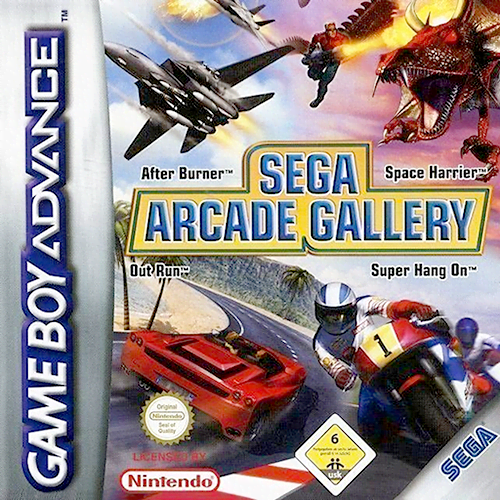 GAME BOY ADVANCE
After Burner™
SEGA
Space Harrier™
ARCADE GALLERY
Out Run™
Super Hang On™
1
Original
Nintendo
Seal of
Quality
LICENSED BY
Nintendo
6
usk
SEGA